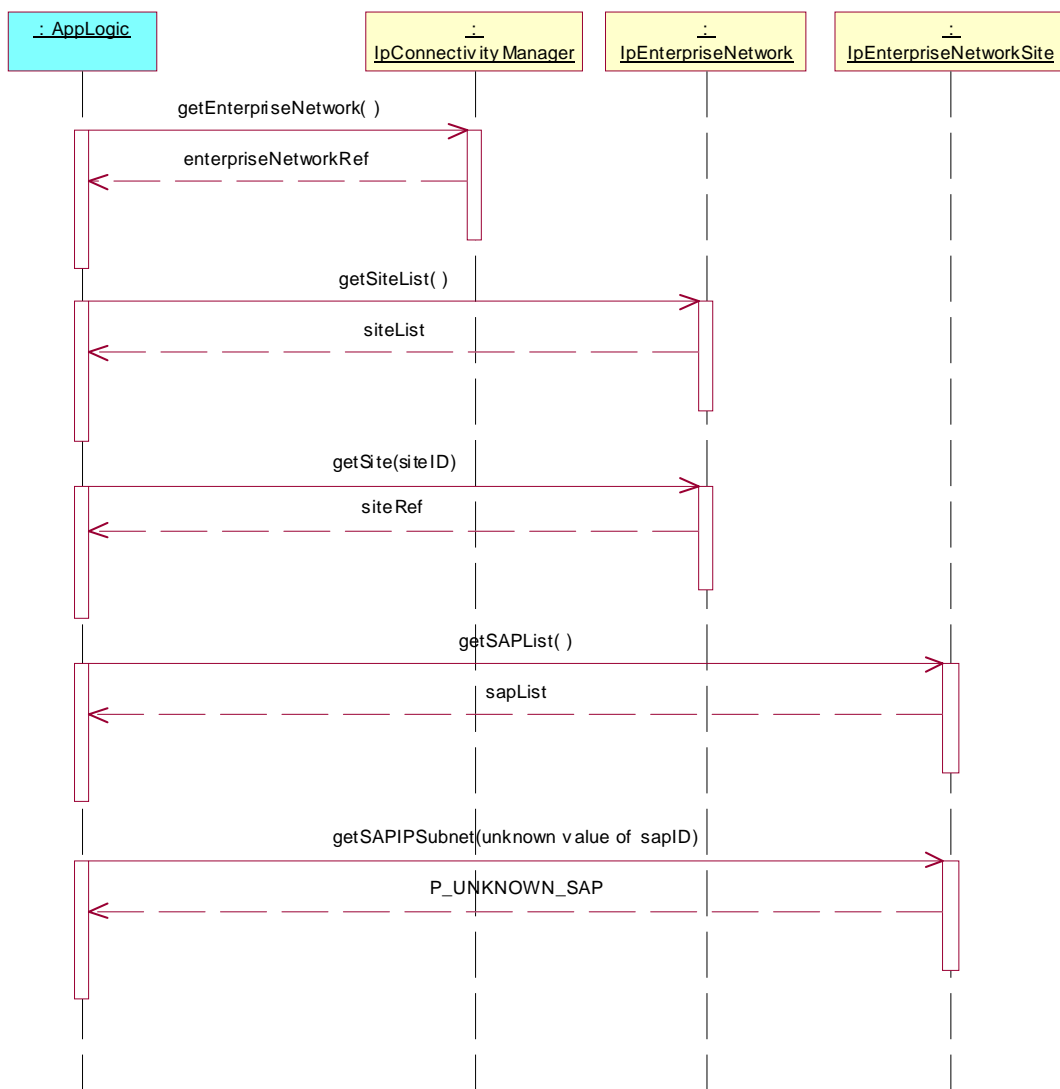 : AppLogic
:
IpConnectivityManager
:
IpEnterpriseNetwork
:
IpEnterpriseNetworkSite
getEnterpriseNetwork( )
enterpriseNetworkRef
getSiteList( )
siteList
getSite(siteID)
siteRef
getSAPList( )
sapList
getSAPIPSubnet(unknown value of sapID)
P_UNKNOWN_SAP